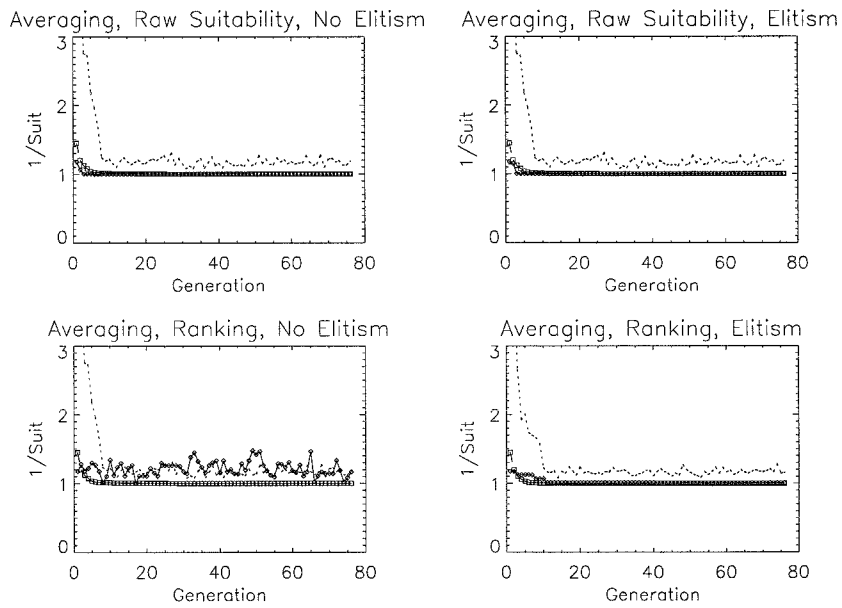 Averaging, Raw Suitability, No Elitism
3
2
1
0
1/Suit
0 20 40 60 80
Generation
Averaging, Raw Suitability, Elitism
3
2
1
0
1/Suit
0 20 40 60 80
Generation
Averaging, Ranking, No Elitism
3
2
1
0
1/Suit
0 20 40 60 80
Generation
Averaging, Ranking, Elitism
3
2
1
0
1/Suit
0 20 40 60 80
Generation